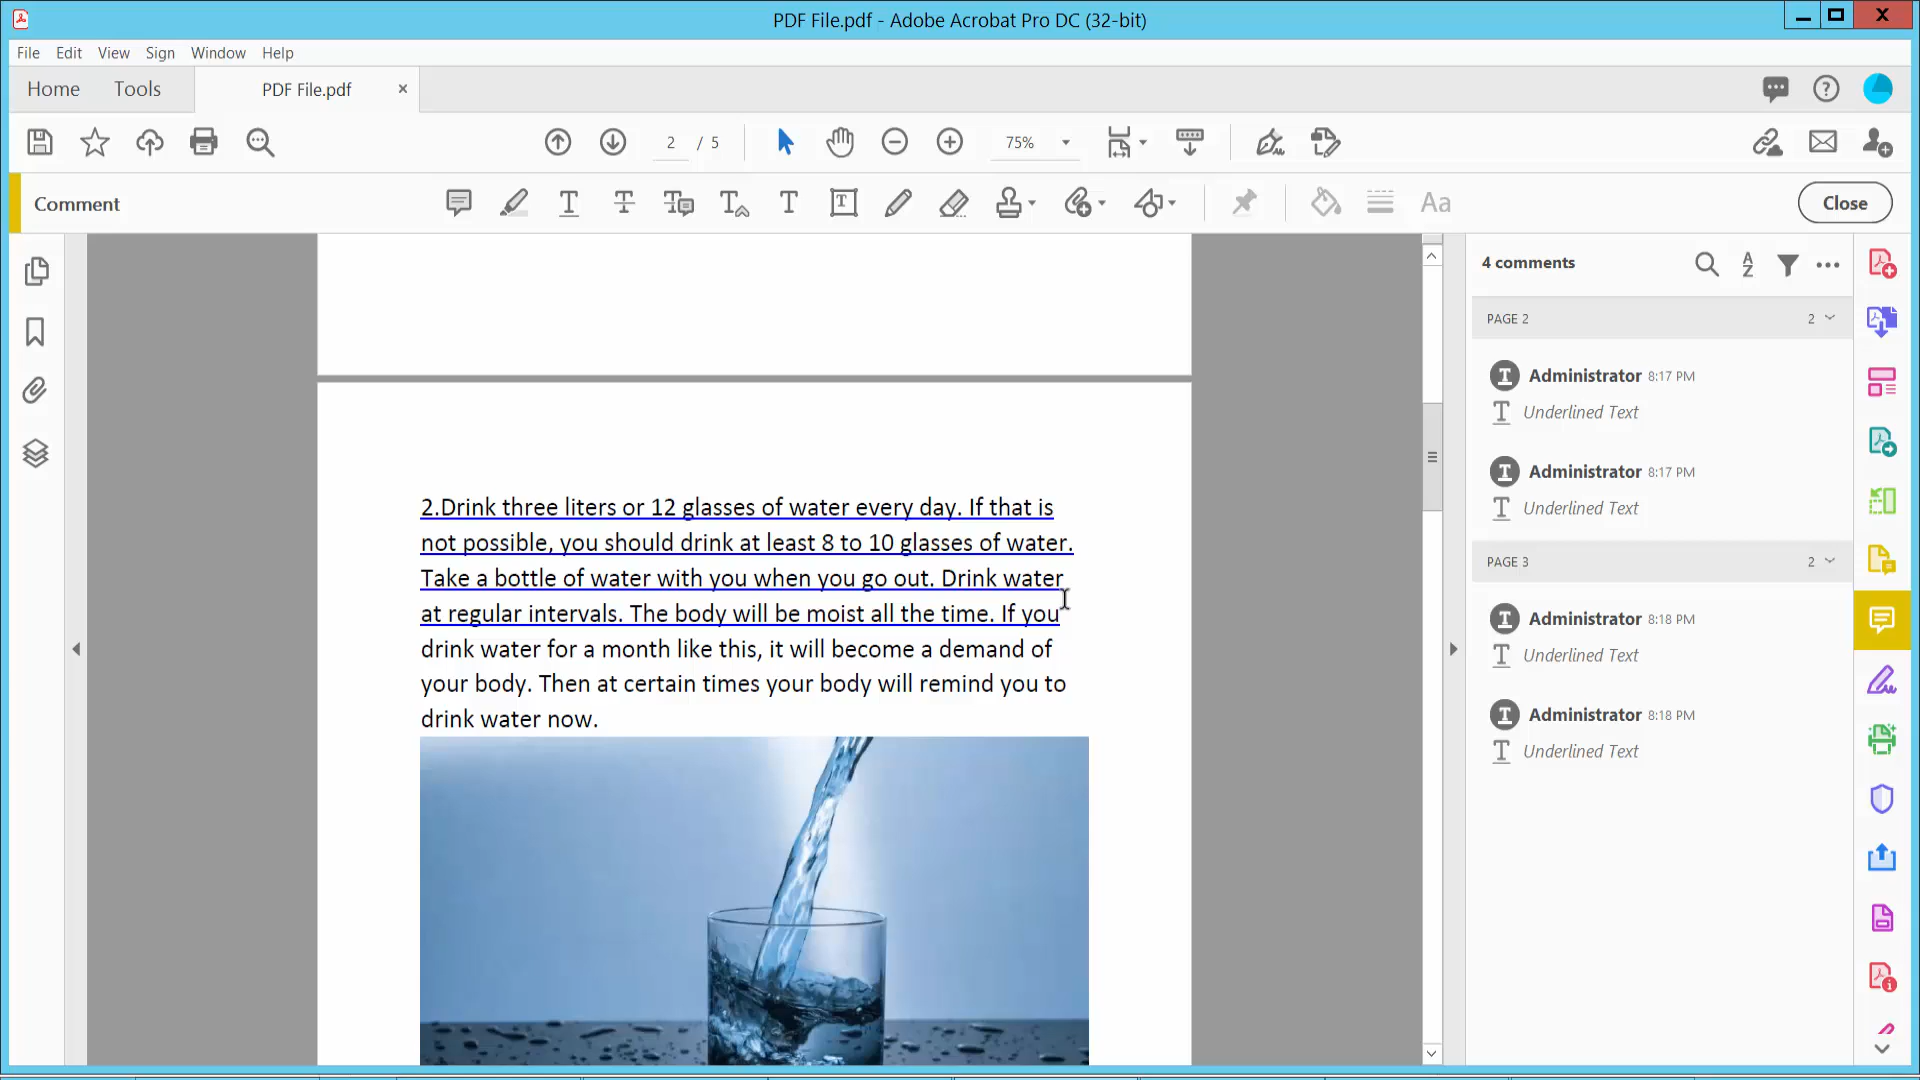 PDF File.pdf - Adobe Acrobat Pro DC (32-bit)
File Edit View Sign Window Help
Home Tools PDF File.pdf ×
2 / 5 75%
Comment Close
4 comments
PAGE 2 2
Administrator 8:17 PM
Underlined Text
Administrator 8:17 PM
Underlined Text
PAGE 3 2
Administrator 8:18 PM
Underlined Text
Administrator 8:18 PM
Underlined Text
2.Drink three liters or 12 glasses of water every day. If that is
not possible, you should drink at least 8 to 10 glasses of water.
Take a bottle of water with you when you go out. Drink water
at regular intervals. The body will be moist all the time. If you
drink water for a month like this, it will become a demand of
your body. Then at certain times your body will remind you to
drink water now.